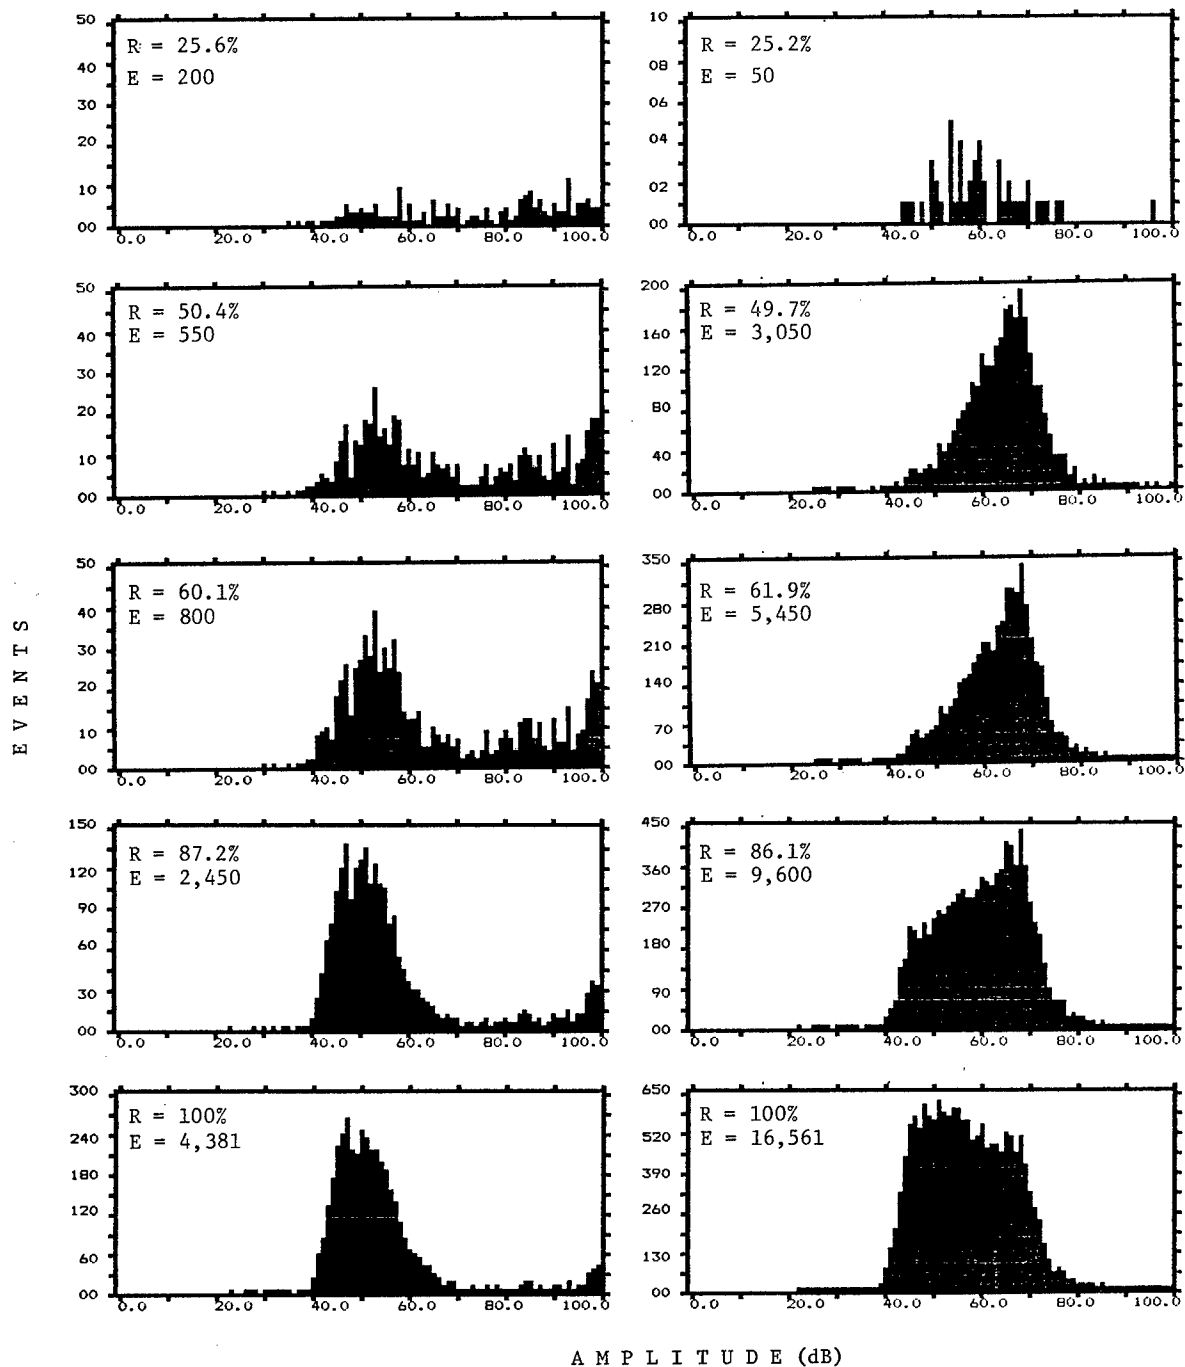 50
40
30
20
10
00
R = 25.6%
E = 200
0.0 20.0 40.0 60.0 80.0 100.0
10
08
06
04
02
00
R = 25.2%
E = 50
0.0 20.0 40.0 60.0 80.0 100.0
50
40
30
20
10
00
R = 50.4%
E = 550
0.0 20.0 40.0 60.0 80.0 100.0
200
160
120
80
40
00
R = 49.7%
E = 3,050
0.0 20.0 40.0 60.0 80.0 100.0
50
40
30
20
10
00
R = 60.1%
E = 800
0.0 20.0 40.0 60.0 80.0 100.0
350
280
210
140
70
00
R = 61.9%
E = 5,450
0.0 20.0 40.0 60.0 80.0 100.0
150
120
90
60
30
00
R = 87.2%
E = 2,450
0.0 20.0 40.0 60.0 80.0 100.0
450
360
270
180
90
00
R = 86.1%
E = 9,600
0.0 20.0 40.0 60.0 80.0 100.0
300
240
180
120
60
00
R = 100%
E = 4,381
0.0 20.0 40.0 60.0 80.0 100.0
650
520
390
260
130
00
R = 100%
E = 16,561
0.0 20.0 40.0 60.0 80.0 100.0
EVENTS
AMPLITUDE (dB)